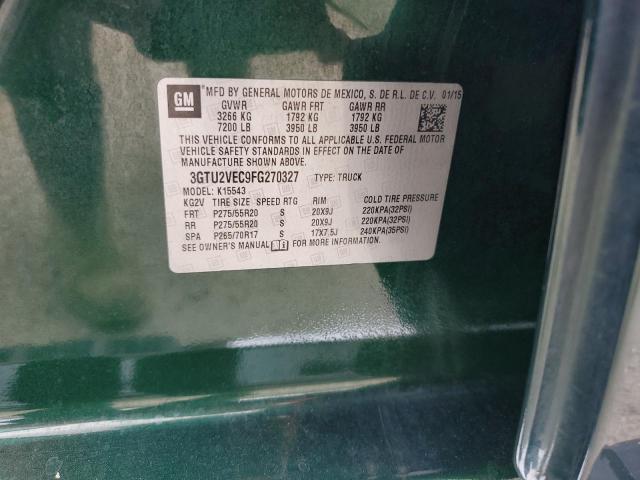 GM
MFD BY GENERAL MOTORS DE MEXICO, S. DE R.L. DE C.V. 01/15
GVWR GAWR FRT GAWR RR
3266 KG 1792 KG 1792 KG
7200 LB 3950 LB 3950 LB
THIS VEHICLE CONFORMS TO ALL APPLICABLE U.S. FEDERAL MOTOR
VEHICLE SAFETY STANDARDS IN EFFECT ON THE DATE OF
MANUFACTURE SHOWN ABOVE.
3GTU2VEC9FG270327 TYPE: TRUCK
MODEL: K15543
KG2V TIRE SIZE SPEED RTG RIM COLD TIRE PRESSURE
FRT P275/55R20 S 20X9J 220KPA(32PSI)
RR P275/55R20 S 20X9J 220KPA(32PSI)
SPA P265/70R17 S 17X7.5J 240KPA(35PSI)
SEE OWNER'S MANUAL